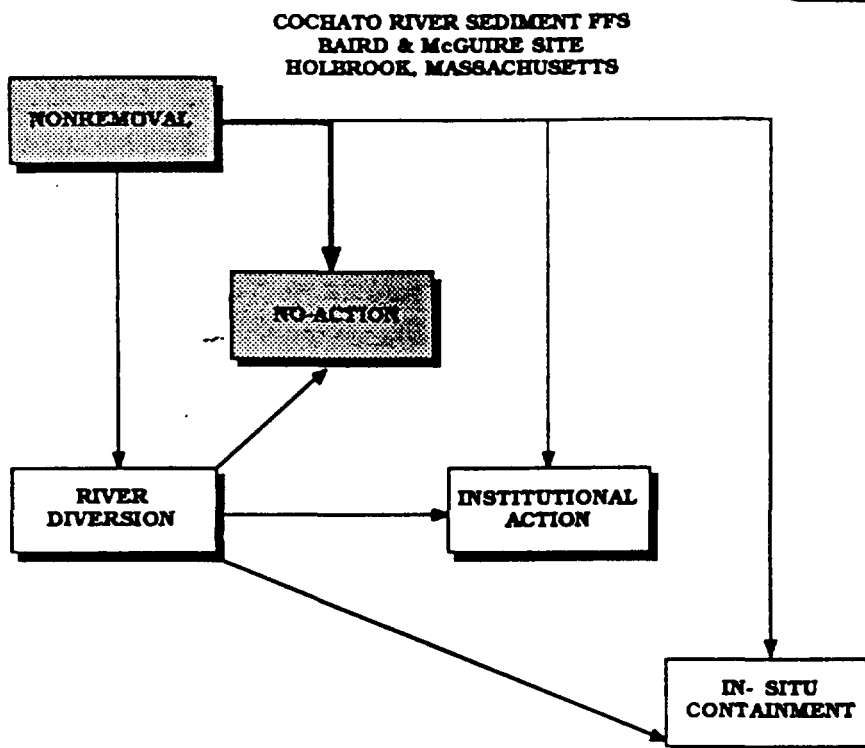 COCHATO RIVER SEDIMENT FFS
BAIRD & McGUIRE SITE
HOLBROOK, MASSACHUSETTS
NONREMOVAL
NO-ACTION
RIVER
DIVERSION
INSTITUTIONAL
ACTION
IN- SITU
CONTAINMENT